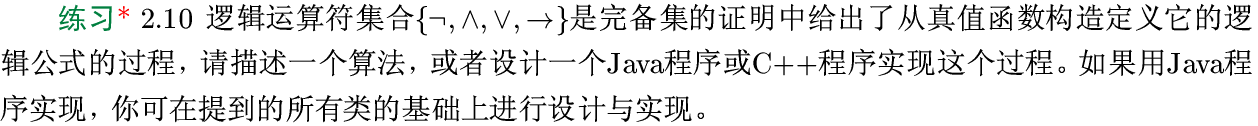 练习* 2.10 逻辑运算符集合{¬, ∧, ∨, →}是完备集的证明中给出了从真值函数构造定义它的逻
辑公式的过程，请描述一个算法，或者设计一个Java程序或C++程序实现这个过程。如果用Java程
序实现，你可在提到的所有类的基础上进行设计与实现。